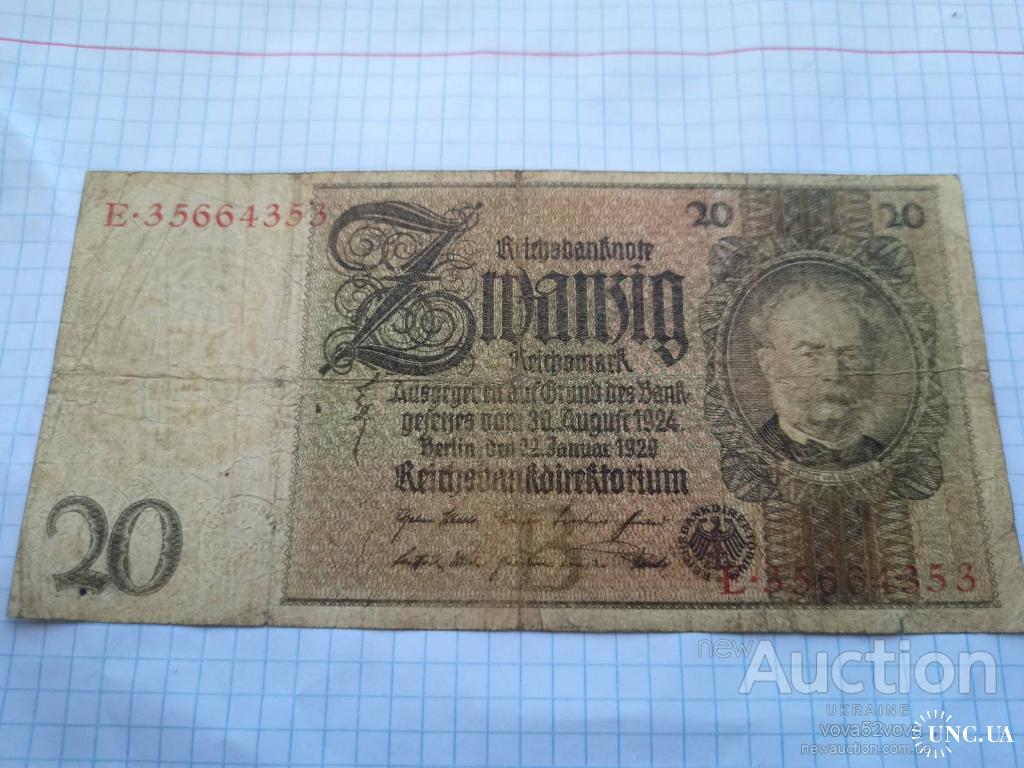 E·35664353
20 20
Reichsbanknote
Zwanzig
Reichsmark
Ausgegeben auf Grund des Bank-
gesetzes vom 30. August 1924.
Berlin, den 22. Januar 1929
Reichsbankdirektorium
20
E·35664353
new Auction
UKRAINE
vova52vova
newauction.com.ua
UNC.UA